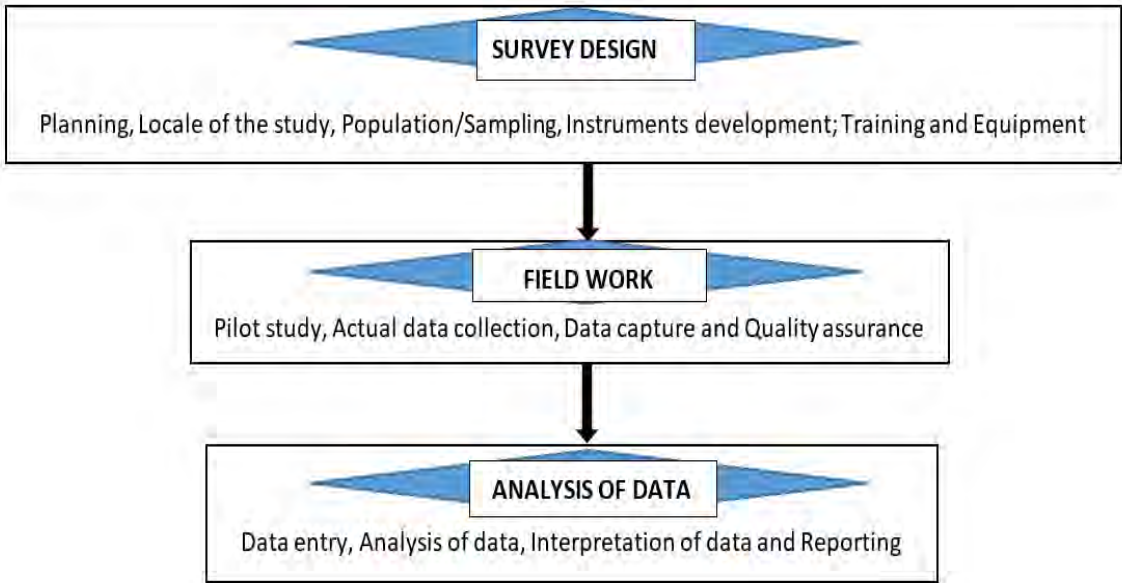 SURVEY DESIGN
Planning, Locale of the study, Population/Sampling, Instruments development; Training and Equipment
FIELD WORK
Pilot study, Actual data collection, Data capture and Quality assurance
ANALYSIS OF DATA
Data entry, Analysis of data, Interpretation of data and Reporting